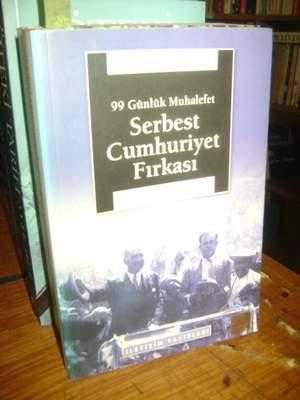 99 Günlük Muhalefet
Serbest
Cumhuriyet
Fırkası
İLETİŞİM YAYINLARI